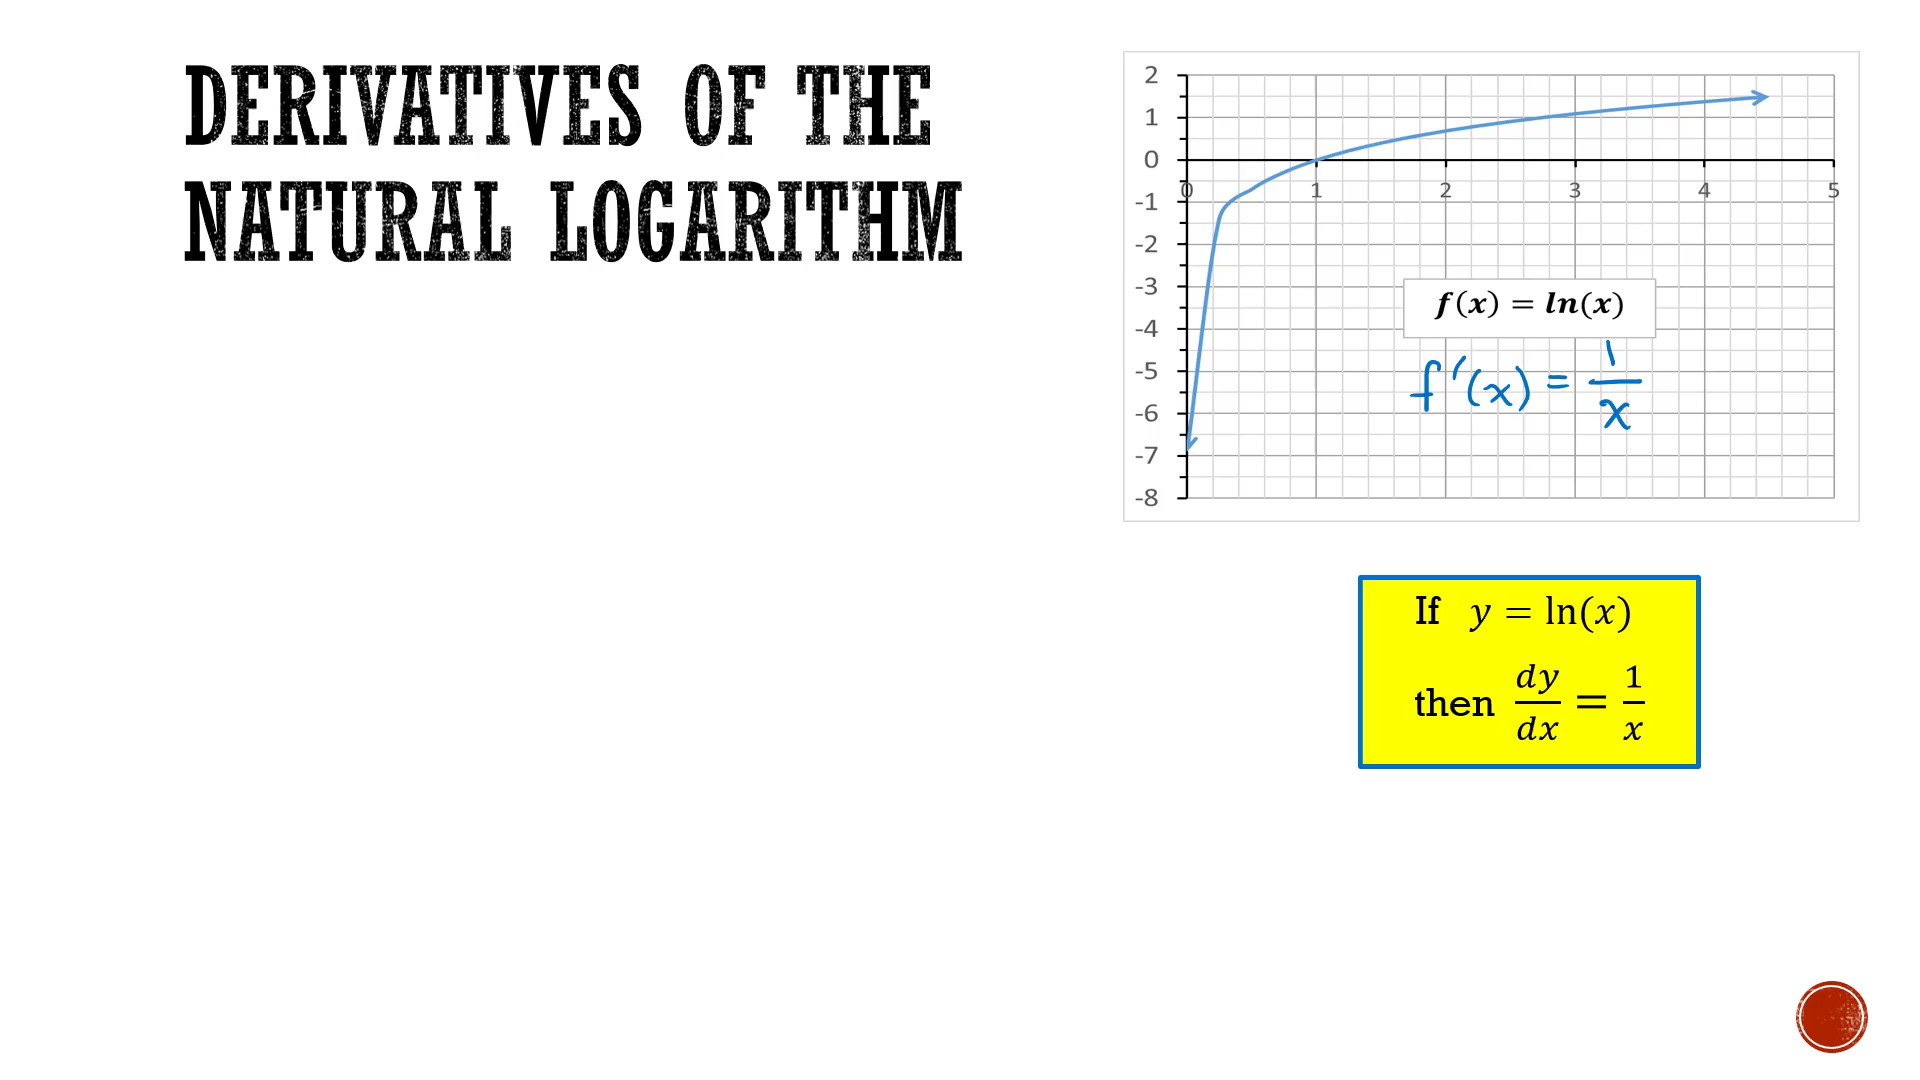 DERIVATIVES OF THE
NATURAL LOGARITHM
2
1
0
-1
-2
-3
-4
-5
-6
-7
-8
0 1 2 3 4 5
f(x) = ln(x)
f'(x) = 1/x
If y = ln(x)
then dy/dx = 1/x